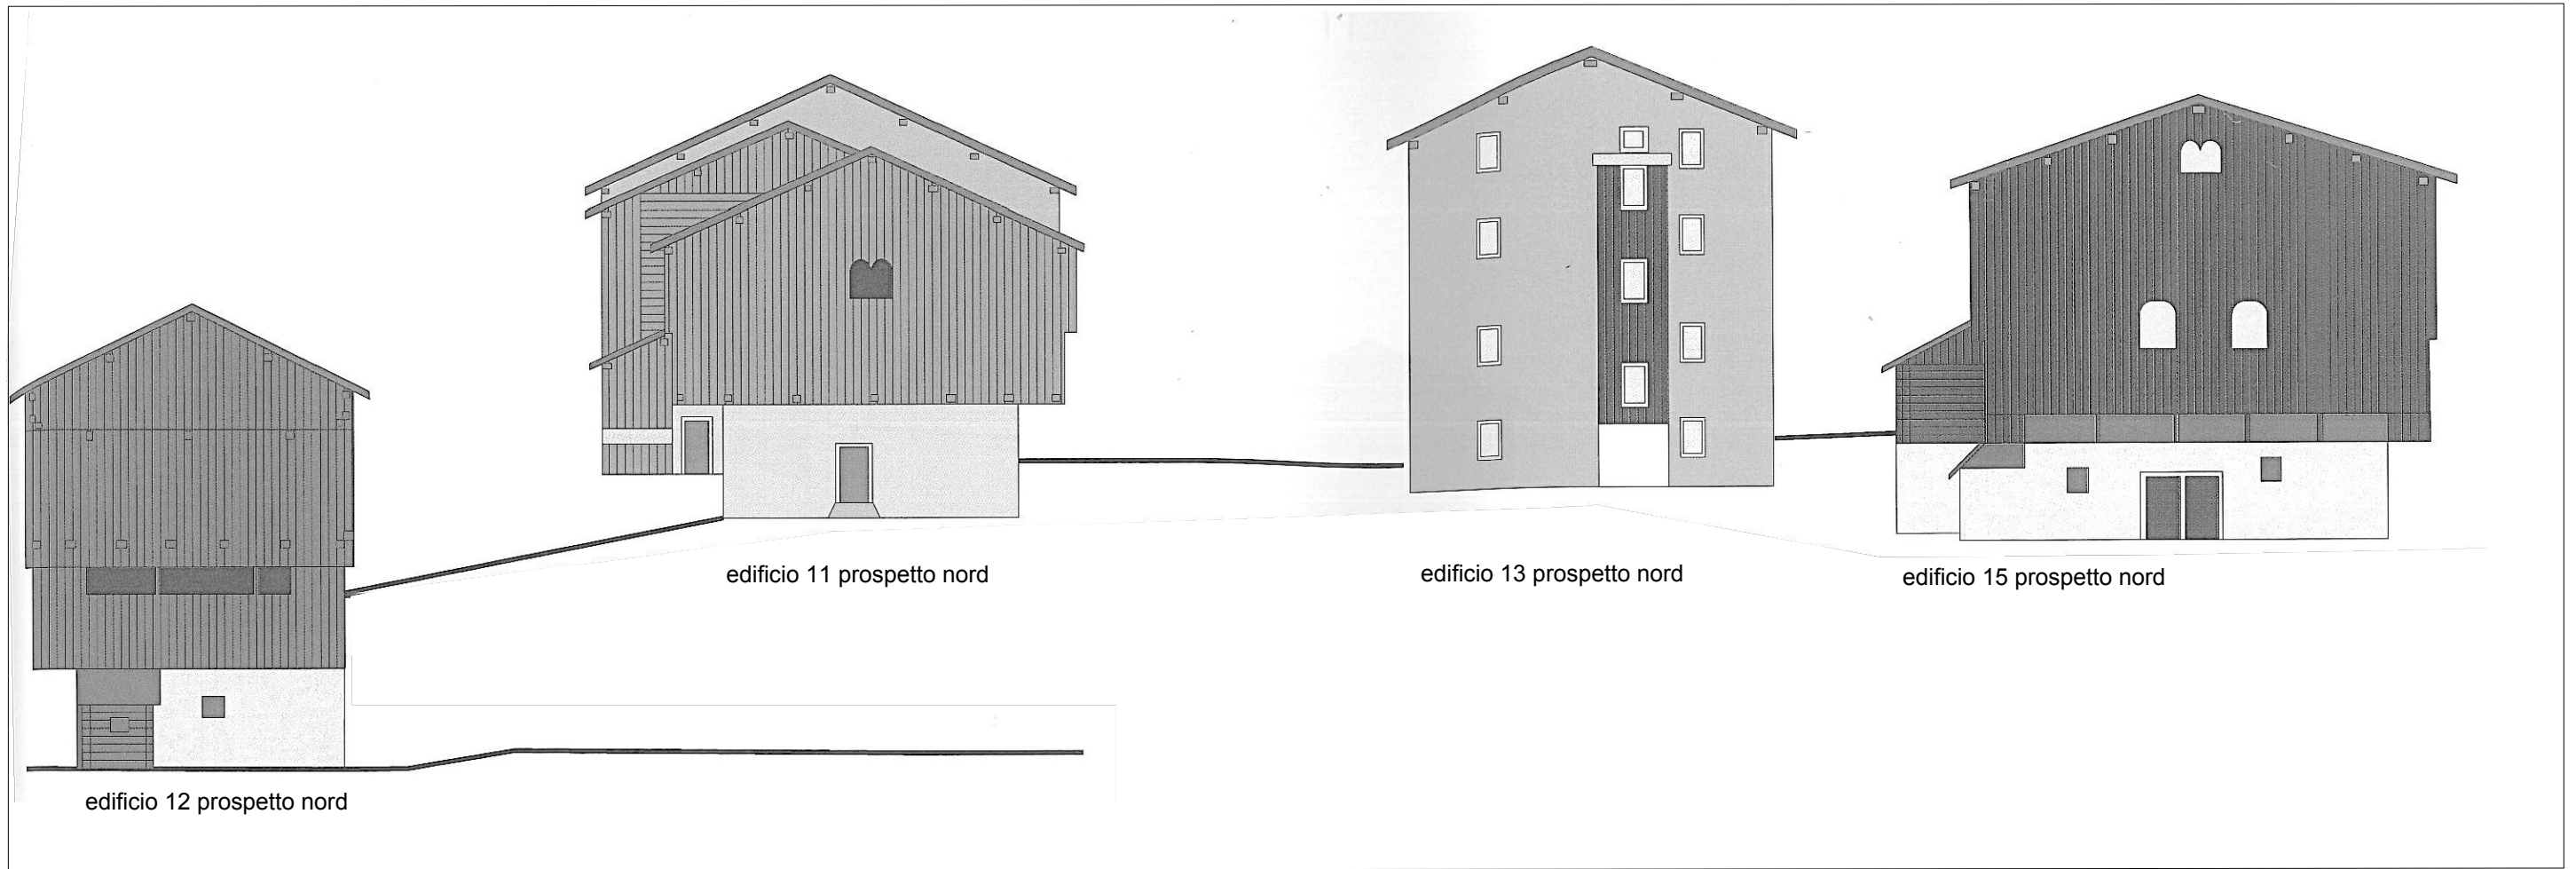 edificio 11 prospetto nord
edificio 13 prospetto nord
edificio 15 prospetto nord
edificio 12 prospetto nord